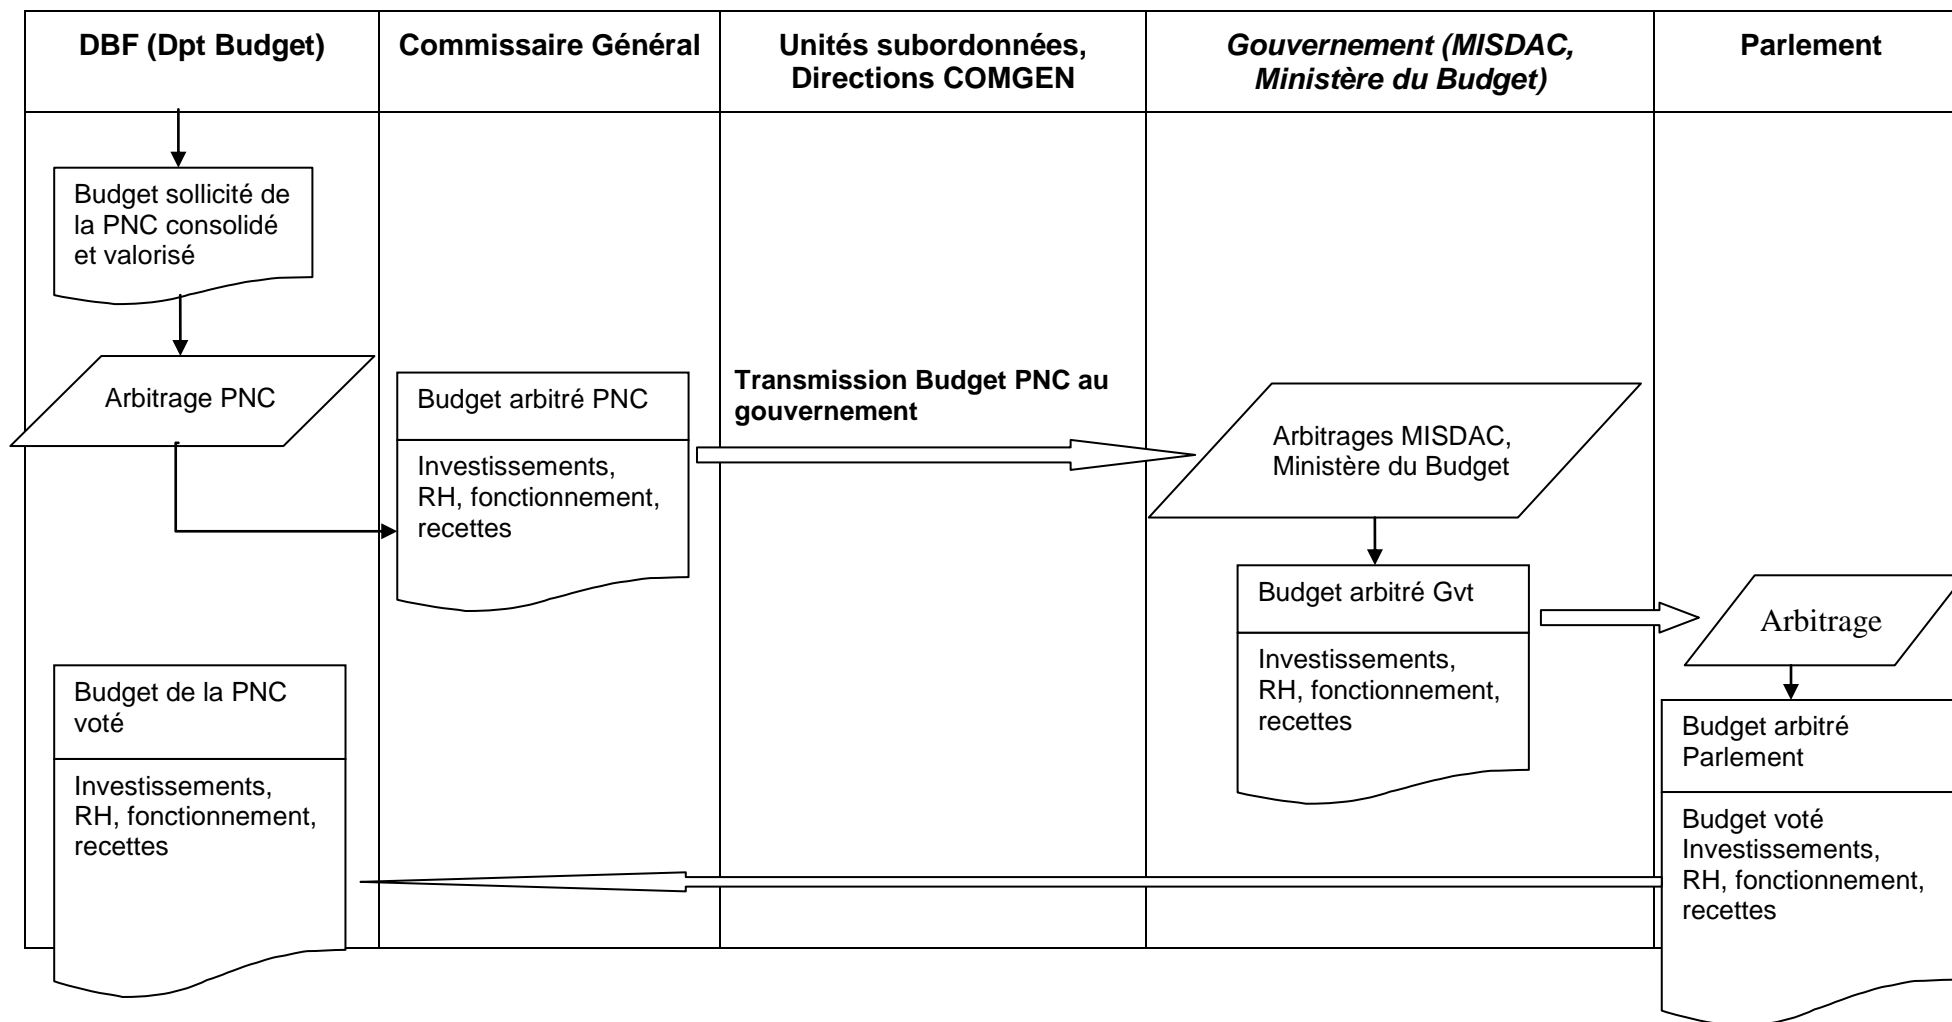 DBF (Dpt Budget)
Commissaire Général
Unités subordonnées,
Directions COMGEN
Gouvernement (MISDAC,
Ministère du Budget)
Parlement
Budget sollicité de
la PNC consolidé
et valorisé
Arbitrage PNC
Budget arbitré PNC
Investissements,
RH, fonctionnement,
recettes
Transmission Budget PNC au
gouvernement
Arbitrages MISDAC,
Ministère du Budget
Budget arbitré Gvt
Investissements,
RH, fonctionnement,
recettes
Arbitrage
Budget arbitré
Parlement
Budget voté
Investissements,
RH, fonctionnement,
recettes
Budget de la PNC
voté
Investissements,
RH, fonctionnement,
recettes